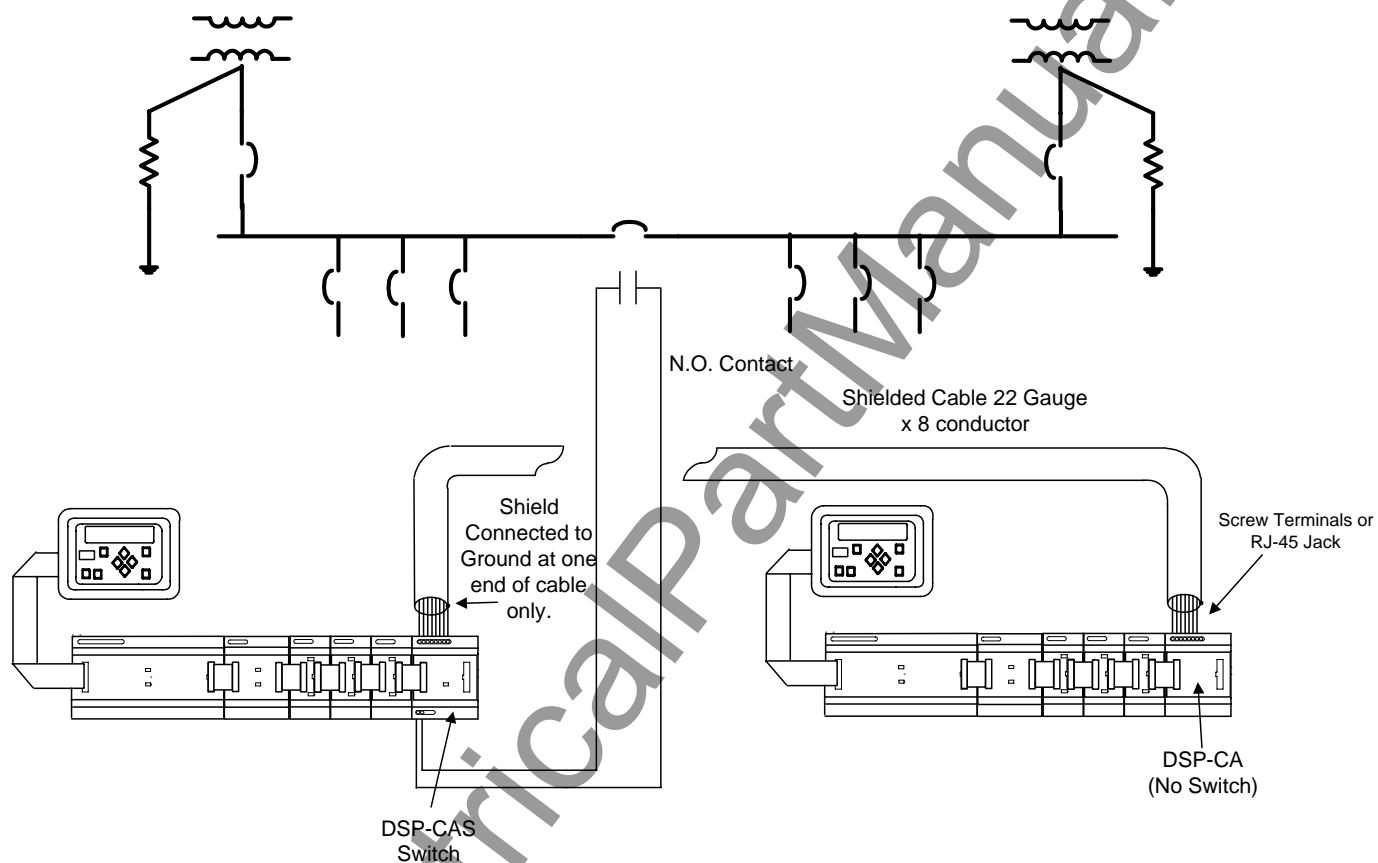 N.O. Contact
Shielded Cable 22 Gauge
x 8 conductor
Shield
Connected to
Ground at one
end of cable
only.
Screw Terminals or
RJ-45 Jack
DSP-CA
(No Switch)
DSP-CAS
Switch
tricalPartManual